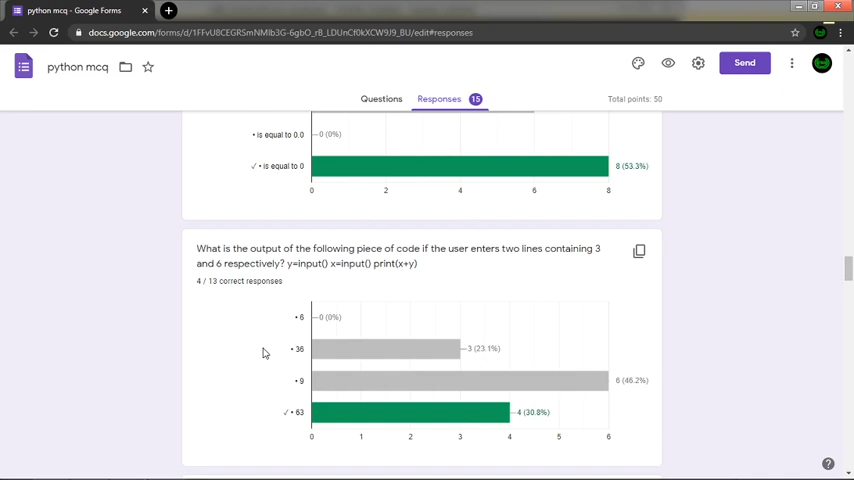 python mcq - Google Forms
docs.google.com/forms/d/1FFvU8CEGRSmNMlb3G-6gbO_rB_LDUnCf0kXCW9J9_BU/edit#responses
python mcq
Send
Questions
Responses 15
Total points: 50
• is equal to 0.0
0 (0%)
✓ • is equal to 0
8 (53.3%)
0 2 4 6 8
What is the output of the following piece of code if the user enters two lines containing 3
and 6 respectively? y=input() x=input() print(x+y)
4 / 13 correct responses
• 6
0 (0%)
• 36
3 (23.1%)
• 9
6 (46.2%)
✓ • 63
4 (30.8%)
0 1 2 3 4 5 6